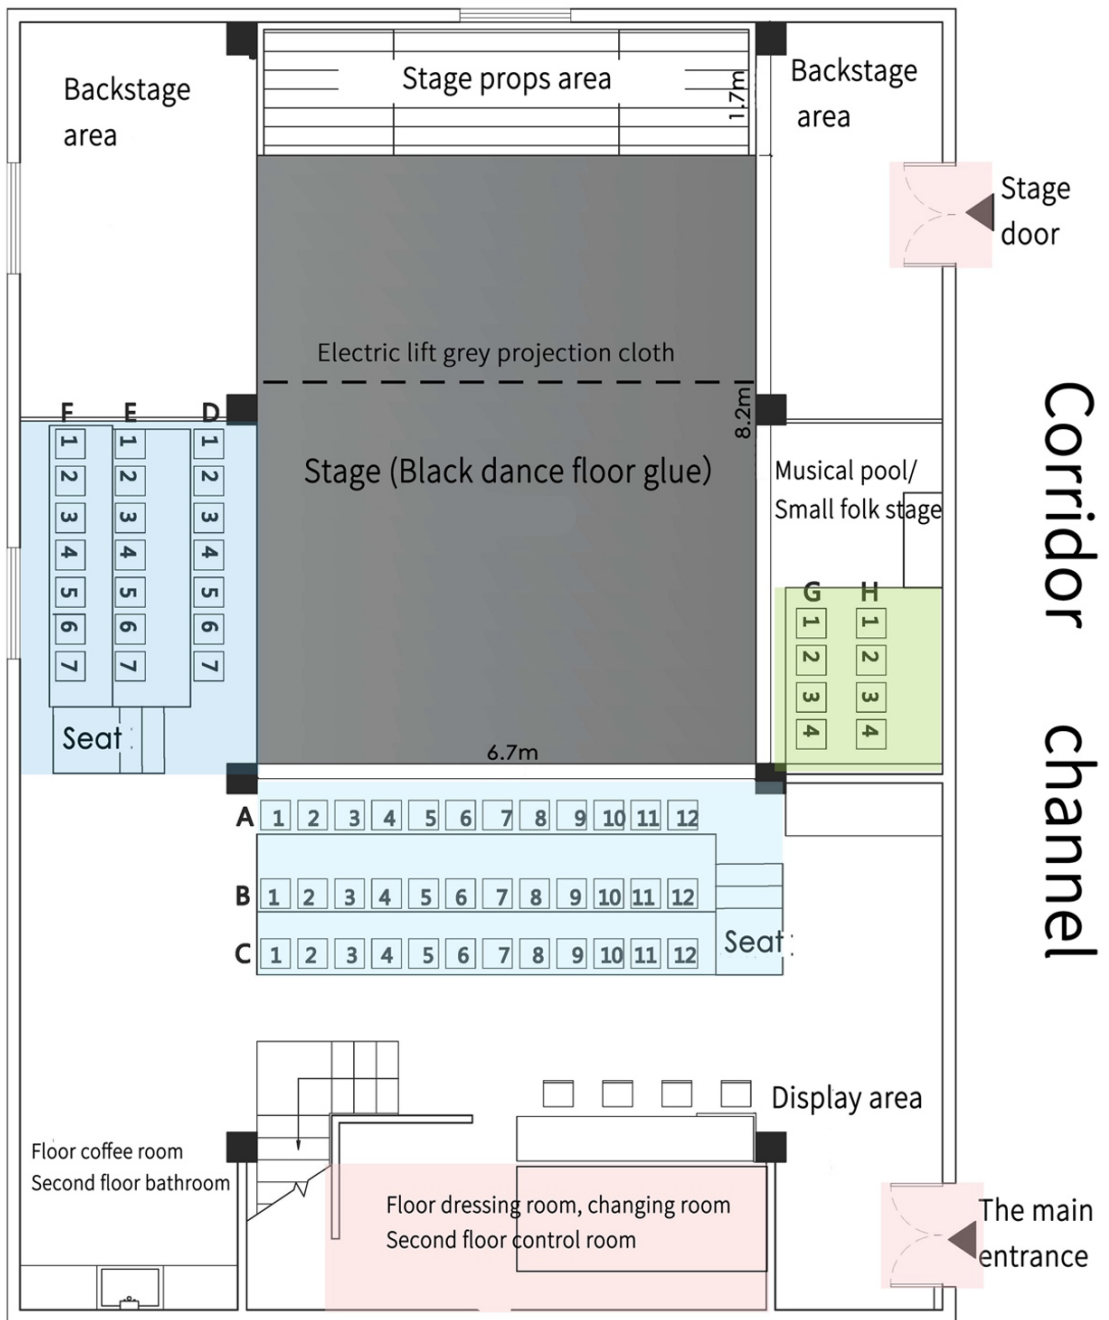 Backstage
area
Stage props area
1.7m
Backstage
area
Stage
door
Electric lift grey projection cloth
8.2m
Stage (Black dance floor glue)
F E D
1 1 1
2 2 2
3 3 3
4 4 4
5 5 5
6 6 6
7 7 7
Seat :
Musical pool/
Small folk stage
G H
1 1
2 2
3 3
4 4
Corridor channel
6.7m
A 1 2 3 4 5 6 7 8 9 10 11 12
B 1 2 3 4 5 6 7 8 9 10 11 12
C 1 2 3 4 5 6 7 8 9 10 11 12
Seat :
Display area
Floor coffee room
Second floor bathroom
Floor dressing room, changing room
Second floor control room
The main
entrance